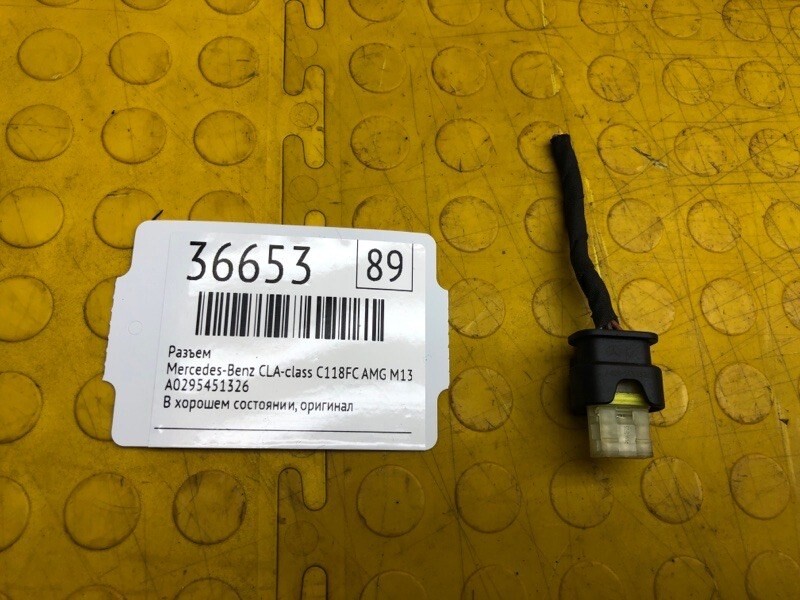 36653 89
Разъем
Mercedes-Benz CLA-class C118FC AMG M13
A0295451326
В хорошем состоянии, оригинал